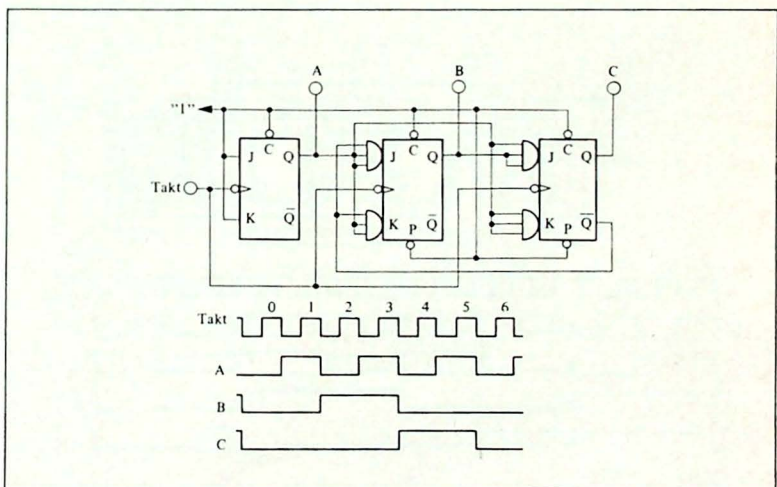 A B C
"1"
J C Q J C Q J C Q
Takt
K Q̅ K P Q̅ K P Q̅
0 1 2 3 4 5 6
Takt
A
B
C